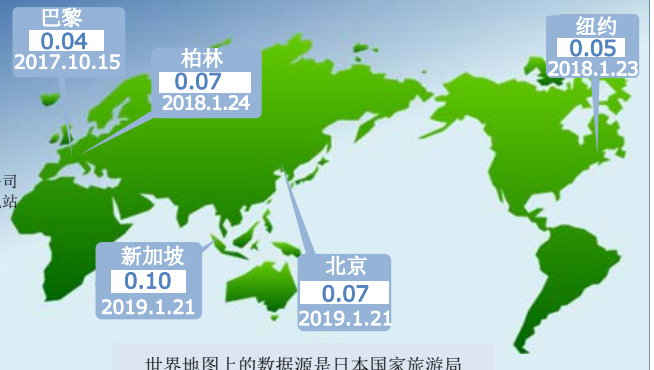 巴黎
0.04
2017.10.15
柏林
0.07
2018.1.24
纽约
0.05
2018.1.23
司
站
新加坡
0.10
2019.1.21
北京
0.07
2019.1.21
世界地图上的数据源是日本国家旅游局